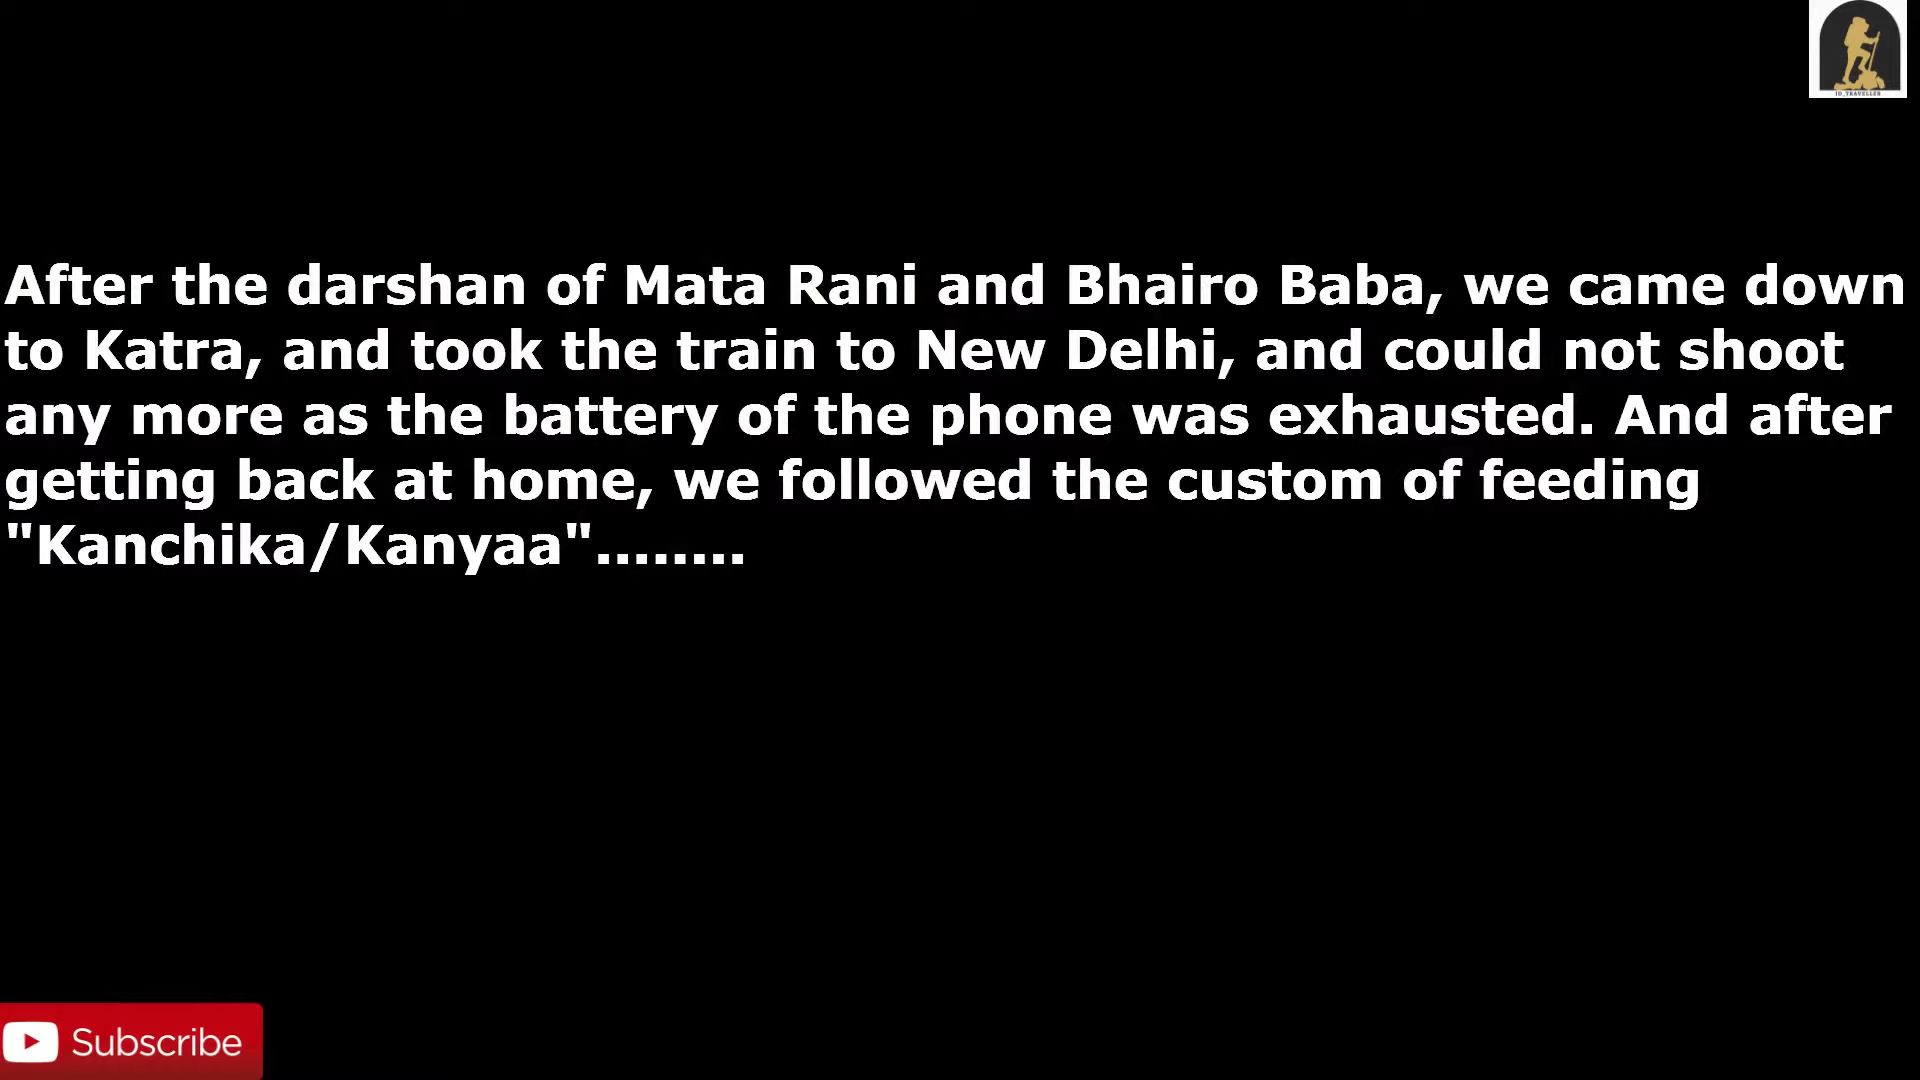 IO_TRAVELLER
After the darshan of Mata Rani and Bhairo Baba, we came down
to Katra, and took the train to New Delhi, and could not shoot
any more as the battery of the phone was exhausted. And after
getting back at home, we followed the custom of feeding
"Kanchika/Kanyaa"........
Subscribe